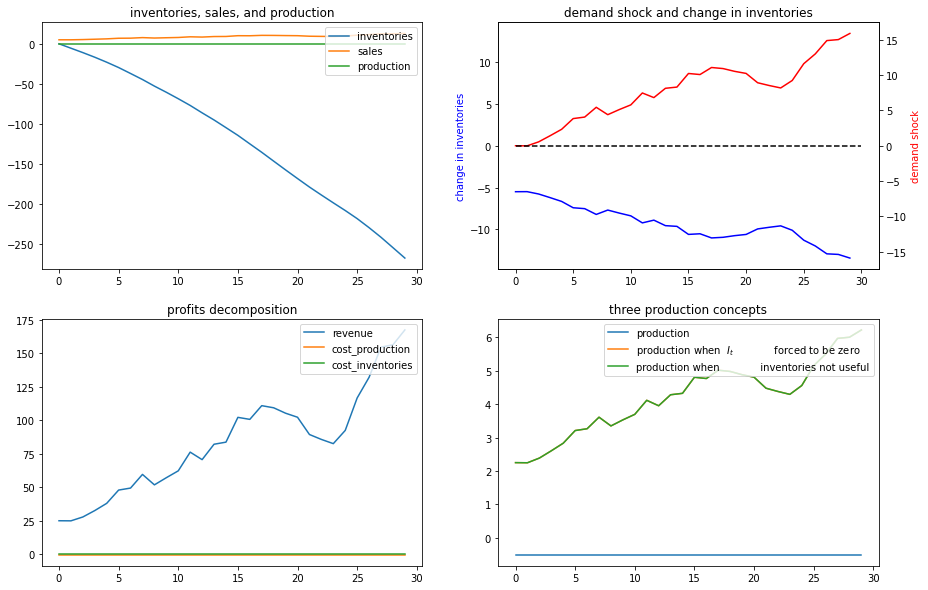 inventories, sales, and production
inventories
sales
production
0
−50
−100
−150
−200
−250
0 5 10 15 20 25 30
demand shock and change in inventories
change in inventories
demand shock
10
5
0
−5
−10
15
10
5
0
−5
−10
−15
0 5 10 15 20 25 30
profits decomposition
revenue
cost_production
cost_inventories
175
150
125
100
75
50
25
0
0 5 10 15 20 25 30
three production concepts
production
production when I_t forced to be zero
production when inventories not useful
6
5
4
3
2
1
0
0 5 10 15 20 25 30